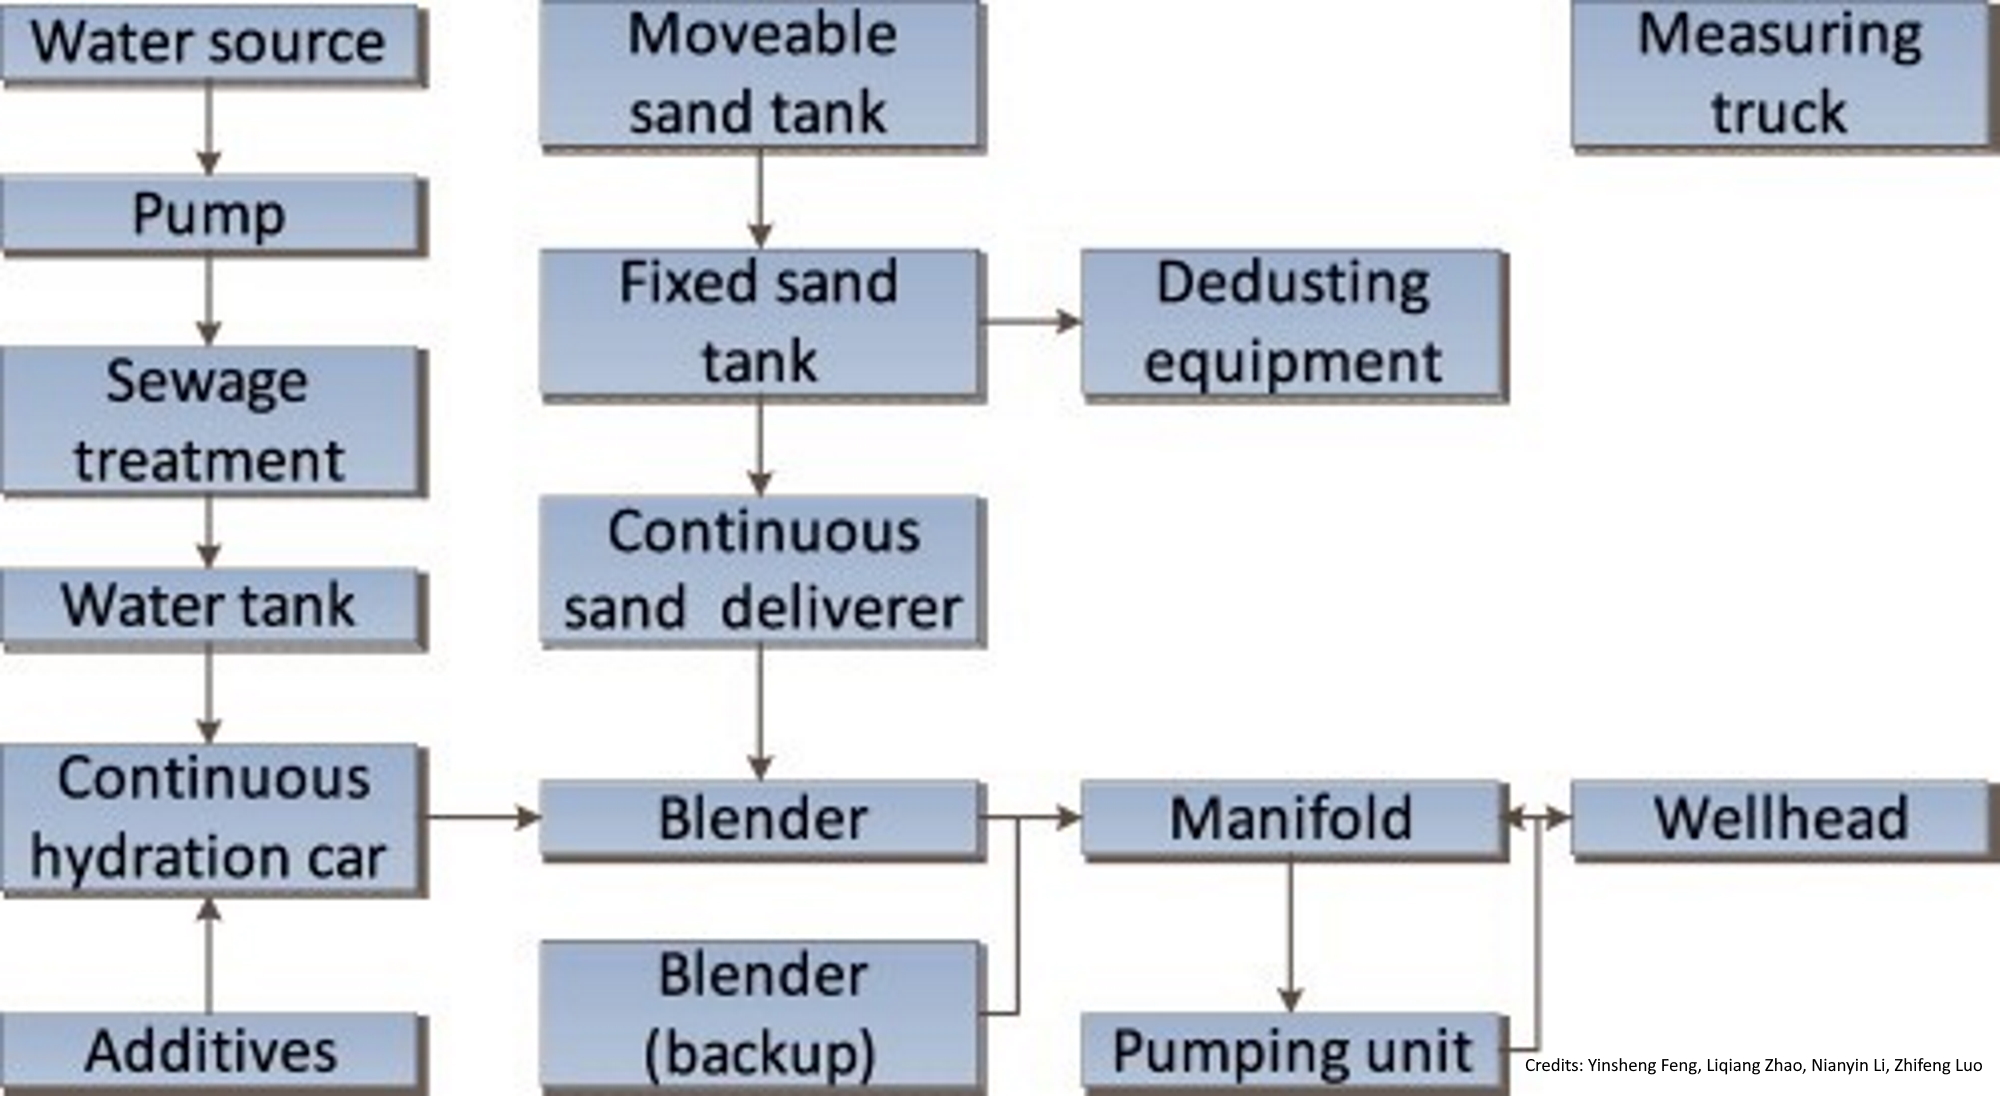 Water source
Pump
Sewage
treatment
Water tank
Continuous
hydration car
Additives
Moveable
sand tank
Fixed sand
tank
Continuous
sand deliverer
Blender
Blender
(backup)
Dedusting
equipment
Manifold
Pumping unit
Measuring
truck
Wellhead
Credits: Yinsheng Feng, Liqiang Zhao, Nianyin Li, Zhifeng Luo